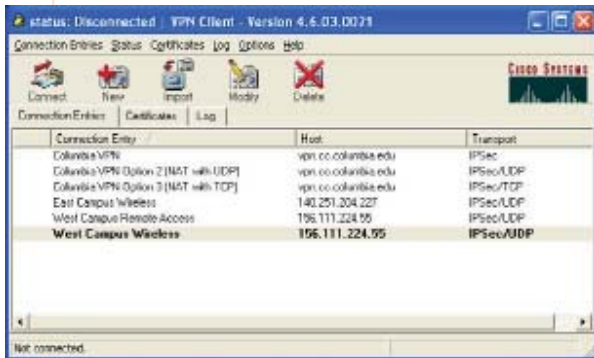 status: Disconnected | VPN Client - Version 4.6.03.0021
Connection Entries Status Certificates Log Options Help
Connect New Import Modify Delete
CISCO SYSTEMS
Connection Entries Certificates Log
Connection Entry Host Transport
Columbia VPN vpn.cc.columbia.edu IPSec
Columbia VPN Option 2 (NAT with UDP) vpn.cc.columbia.edu IPSec/UDP
Columbia VPN Option 3 (NAT with TCP) vpn.cc.columbia.edu IPSec/TCP
East Campus Wireless 140.251.204.227 IPSec/UDP
West Campus Remote Access 156.111.224.55 IPSec/UDP
West Campus Wireless 156.111.224.55 IPSec/UDP
Not connected.